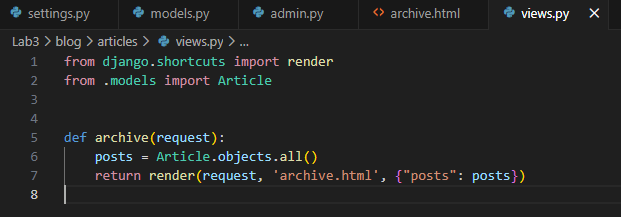 settings.py models.py admin.py <> archive.html views.py ×
Lab3 > blog > articles > views.py > ...
1 from django.shortcuts import render
2 from .models import Article
3
4
5 def archive(request):
6     posts = Article.objects.all()
7     return render(request, 'archive.html', {"posts": posts})
8